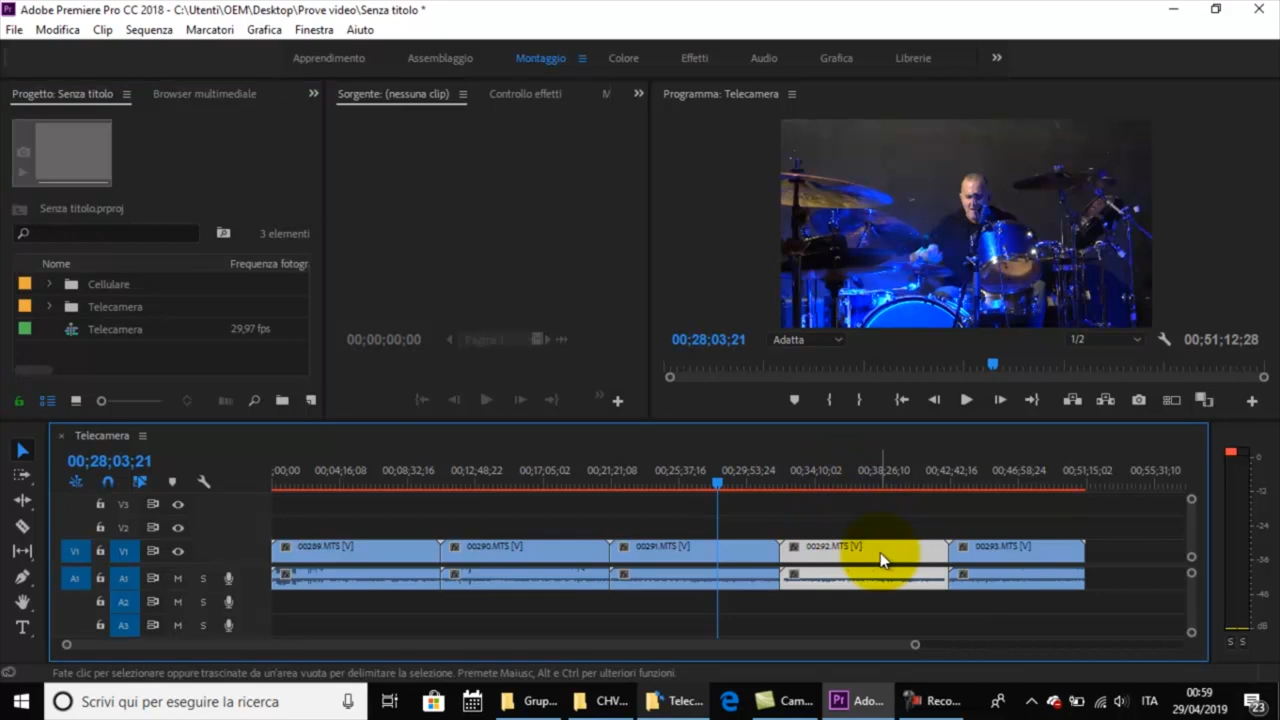 Adobe Premiere Pro CC 2018 - C:\Utenti\OEM\Desktop\Prove video\Senza titolo *
File Modifica Clip Sequenza Marcatori Grafica Finestra Aiuto
Apprendimento Assemblaggio Montaggio Colore Effetti Audio Grafica Librerie
Progetto: Senza titolo Browser multimediale
Sorgente: (nessuna clip) Controllo effetti M
Programma: Telecamera
Senza titolo.prproj
3 elementi
Nome Frequenza fotogr
Cellulare
Telecamera
Telecamera 29,97 fps
00;00;00;00 Pagina 1
00;28;03;21 Adatta 1/2 00;51;12;28
Telecamera
00;28;03;21
;00;00 00;04;16;08 00;08;32;16 00;12;48;22 00;17;05;02 00;21;21;08 00;25;37;16 00;29;53;24 00;34;10;02 00;38;26;10 00;42;42;16 00;46;58;24 00;51;15;02 00;55;31;10
V3
V2
V1 V1 00289.MTS [V] 00290.MTS [V] 00291.MTS [V] 00292.MTS [V] 00293.MTS [V]
A1 A1 M S
A2 M S
A3 M S
0
-12
-24
-36
-48
dB
S S
Fate clic per selezionare oppure trascinate da un'area vuota per delimitare la selezione. Premete Maiusc, Alt e Ctrl per ulteriori funzioni.
Scrivi qui per eseguire la ricerca Grup... CHV... Telec... Cam... Pr Ado... Reco... ITA 00:59
29/04/2019 23